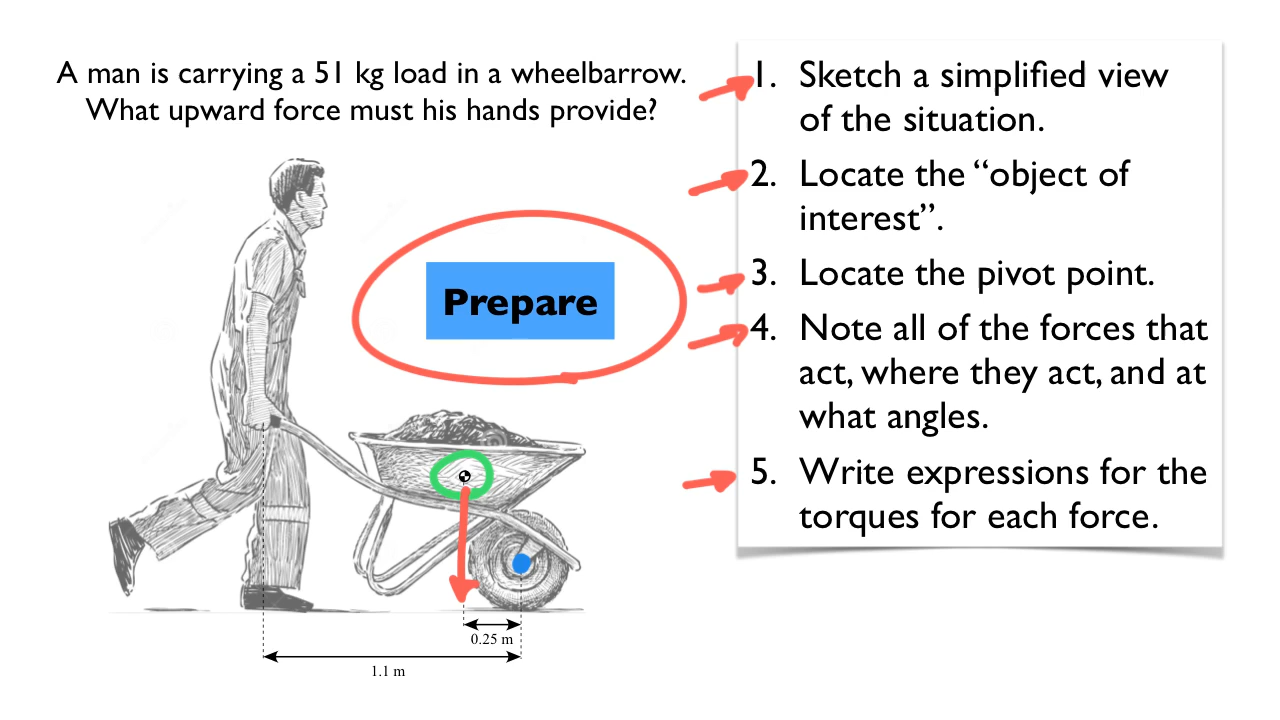 A man is carrying a 51 kg load in a wheelbarrow.
What upward force must his hands provide?
Prepare
1. Sketch a simplified view
of the situation.
2. Locate the “object of
interest”.
3. Locate the pivot point.
4. Note all of the forces that
act, where they act, and at
what angles.
5. Write expressions for the
torques for each force.
0.25 m
1.1 m